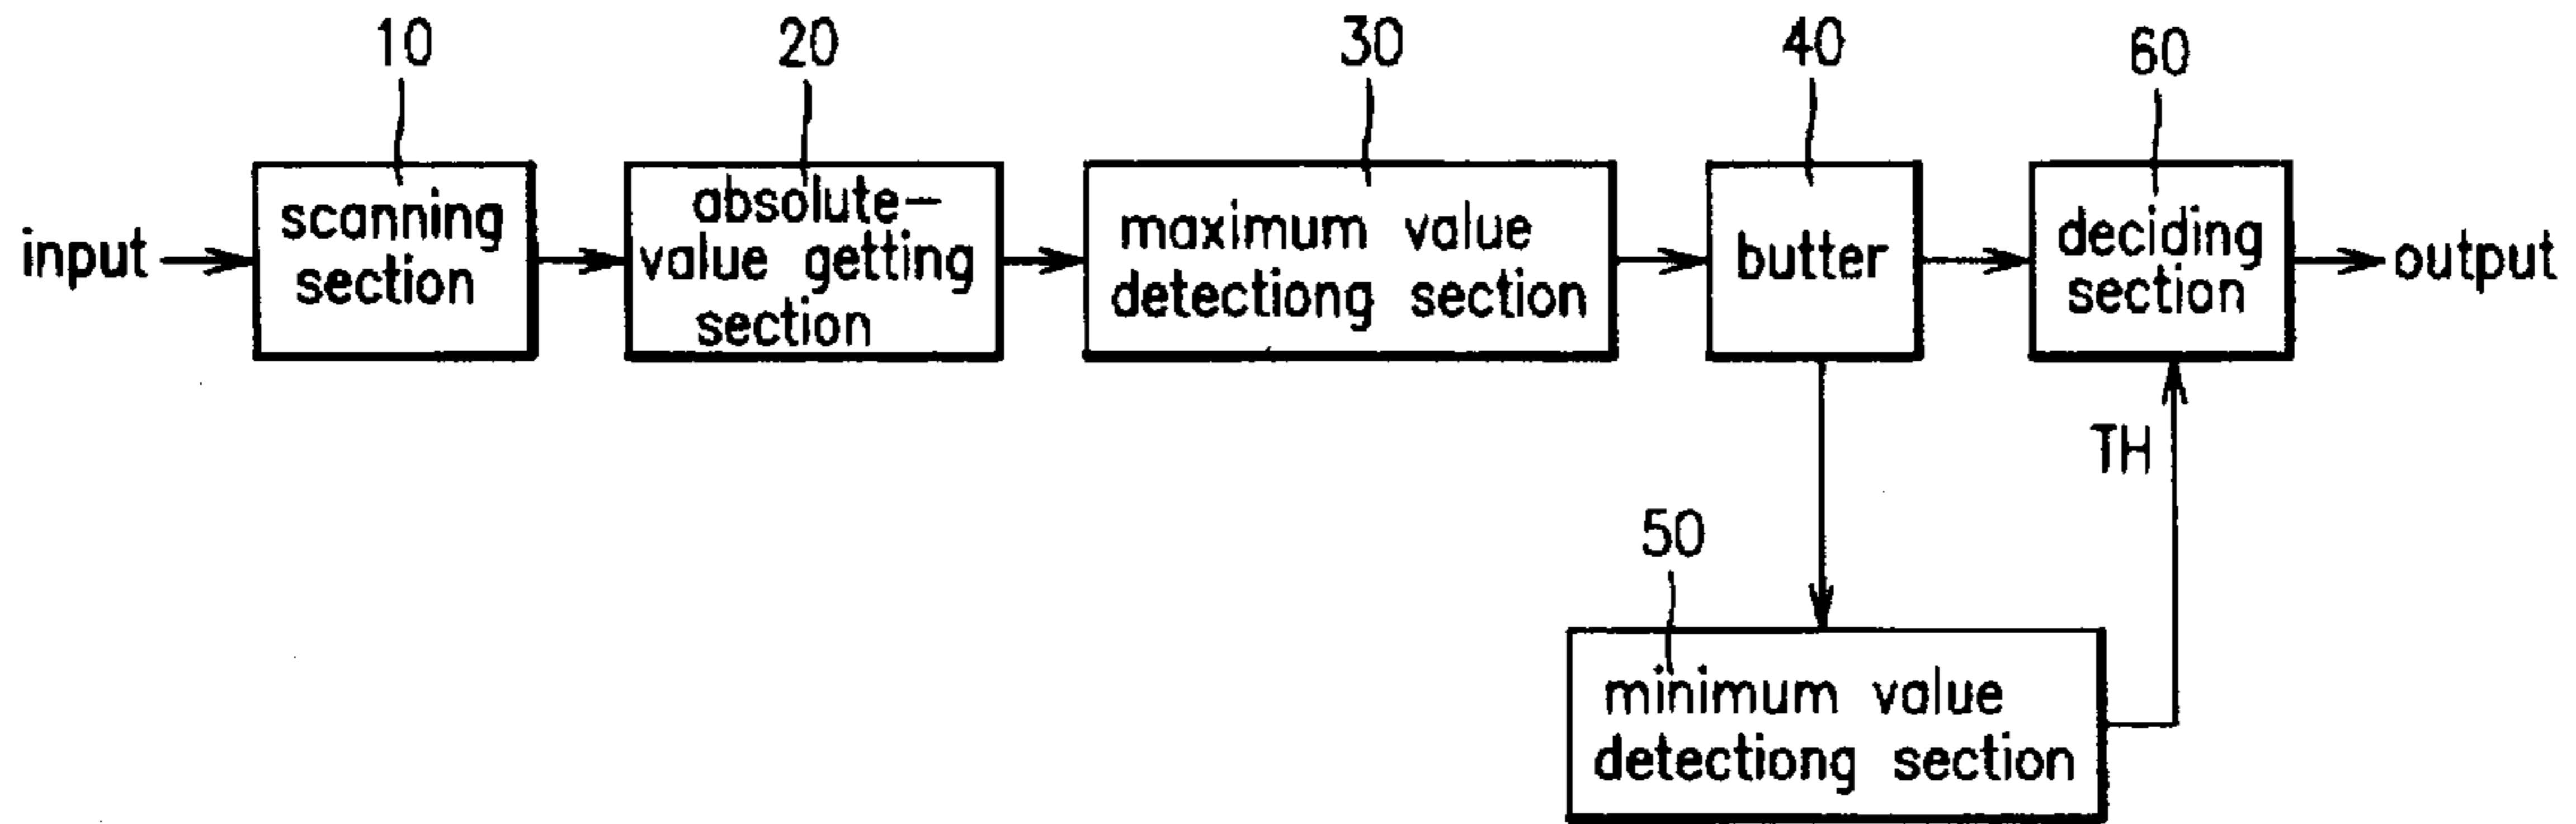 10
20
30
40
60
input
scanning
section
absolute-
value getting
section
maximum value
detectiong section
butter
deciding
section
output
TH
50
minimum value
detectiong section